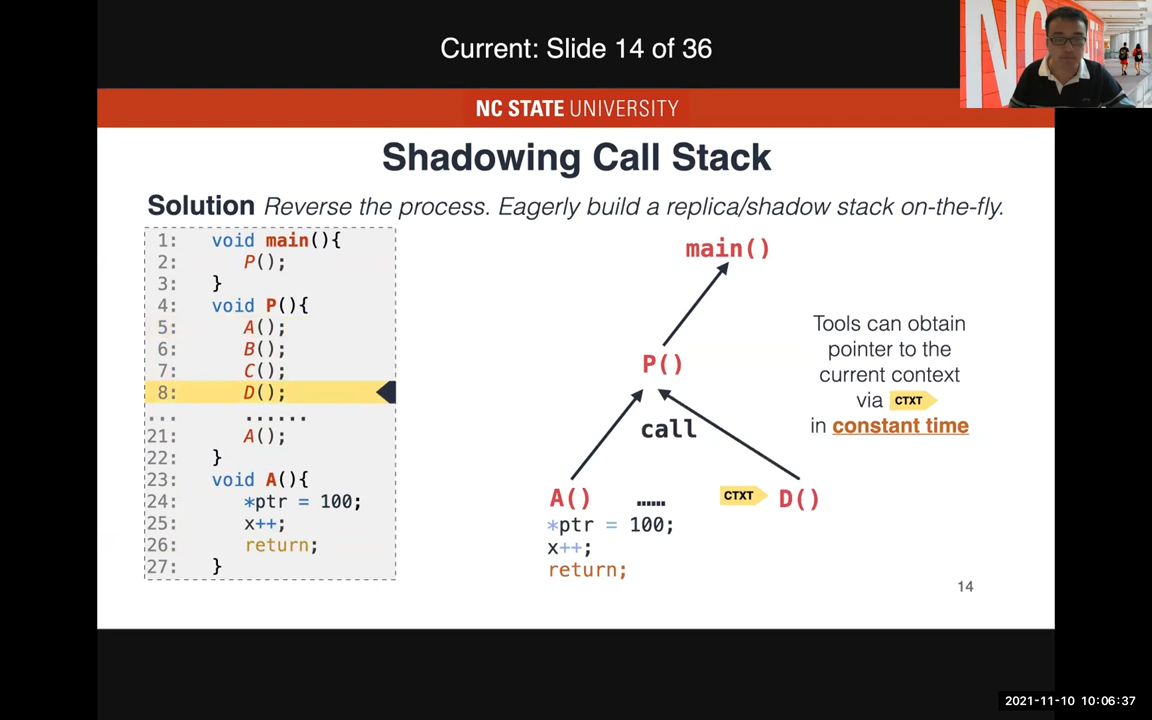 Current: Slide 14 of 36
NC
NC STATE UNIVERSITY
Shadowing Call Stack
Solution Reverse the process. Eagerly build a replica/shadow stack on-the-fly.
1: void main(){
2: P();
3: }
4: void P(){
5: A();
6: B();
7: C();
8: D();
... ......
21: A();
22: }
23: void A(){
24: *ptr = 100;
25: x++;
26: return;
27: }
main()
P()
call
A() …… CTXT D()
*ptr = 100;
x++;
return;
Tools can obtain
pointer to the
current context
via CTXT
in constant time
14
2021-11-10 10:06:37